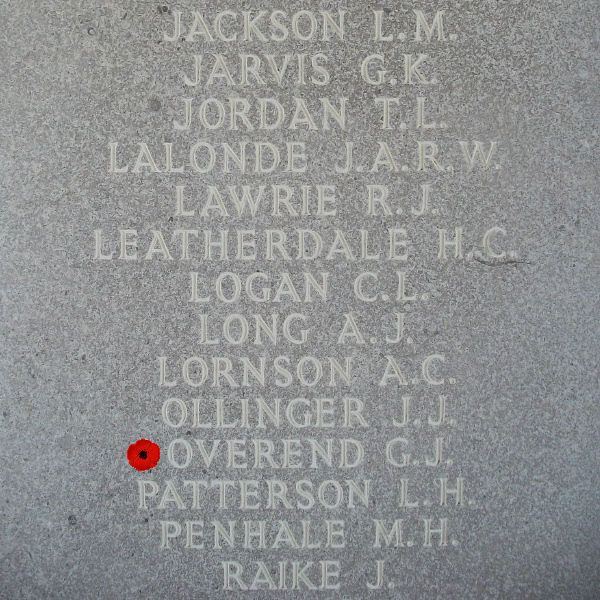 JACKSON L.M.
JARVIS G.K.
JORDAN T.L.
LALONDE J.A.R.W.
LAWRIE R.J.
LEATHERDALE H.C.
LOGAN C.L.
LONG A.J.
LORNSON A.C.
OLLINGER J.J.
OVEREND G.J.
PATTERSON L.H.
PENHALE M.H.
RAIKE J.